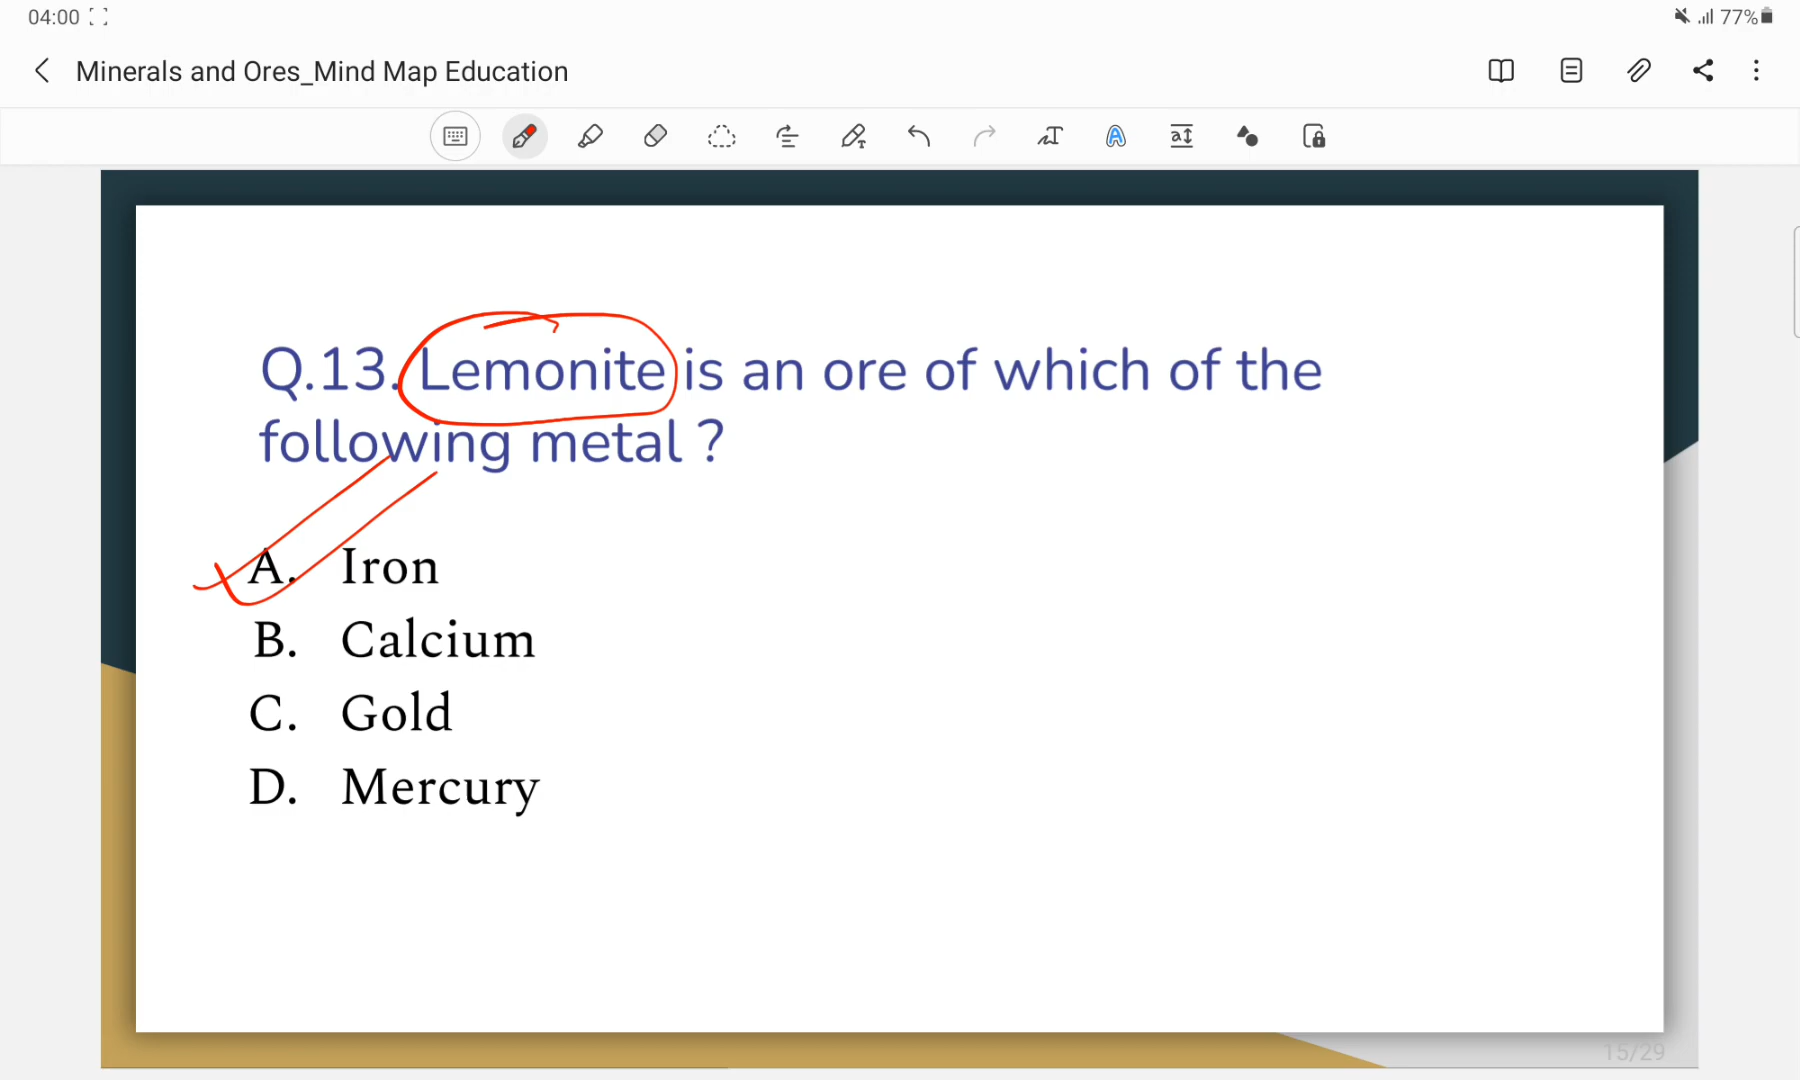 04:00
77%
Minerals and Ores_Mind Map Education
Q.13. Lemonite is an ore of which of the
following metal ?
A. Iron
B. Calcium
C. Gold
D. Mercury
15/29